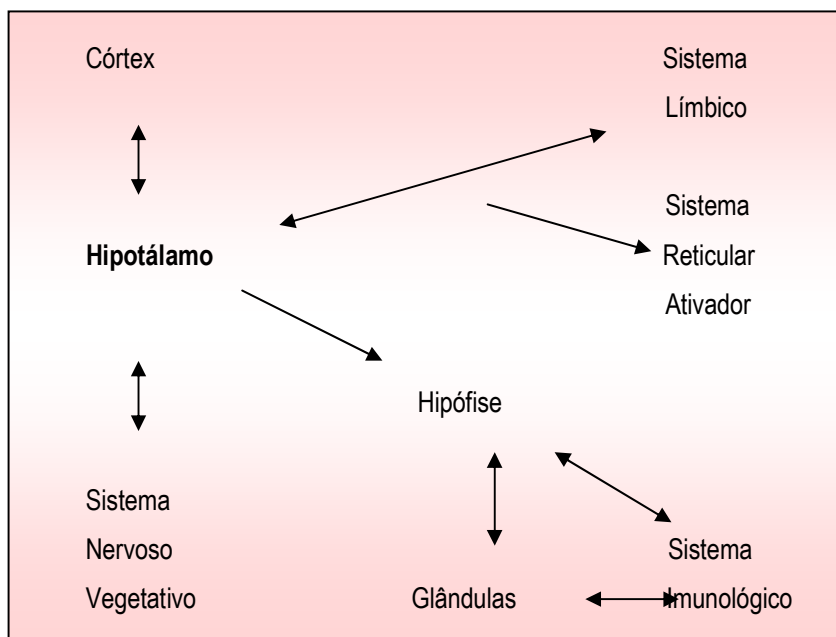 Córtex
Sistema
Límbico
Sistema
Reticular
Ativador
Hipotálamo
Hipófise
Sistema
Nervoso
Vegetativo
Glândulas
Sistema
Imunológico